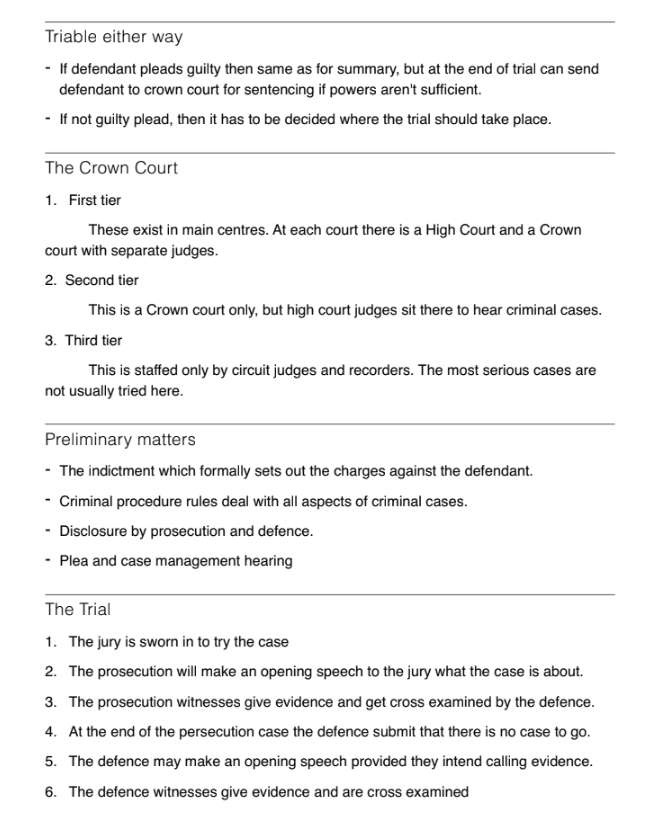 Triable either way
- If defendant pleads guilty then same as for summary, but at the end of trial can send
defendant to crown court for sentencing if powers aren't sufficient.
- If not guilty plead, then it has to be decided where the trial should take place.
The Crown Court
1. First tier
These exist in main centres. At each court there is a High Court and a Crown
court with separate judges.
2. Second tier
This is a Crown court only, but high court judges sit there to hear criminal cases.
3. Third tier
This is staffed only by circuit judges and recorders. The most serious cases are
not usually tried here.
Preliminary matters
- The indictment which formally sets out the charges against the defendant.
- Criminal procedure rules deal with all aspects of criminal cases.
- Disclosure by prosecution and defence.
- Plea and case management hearing
The Trial
1. The jury is sworn in to try the case
2. The prosecution will make an opening speech to the jury what the case is about.
3. The prosecution witnesses give evidence and get cross examined by the defence.
4. At the end of the persecution case the defence submit that there is no case to go.
5. The defence may make an opening speech provided they intend calling evidence.
6. The defence witnesses give evidence and are cross examined